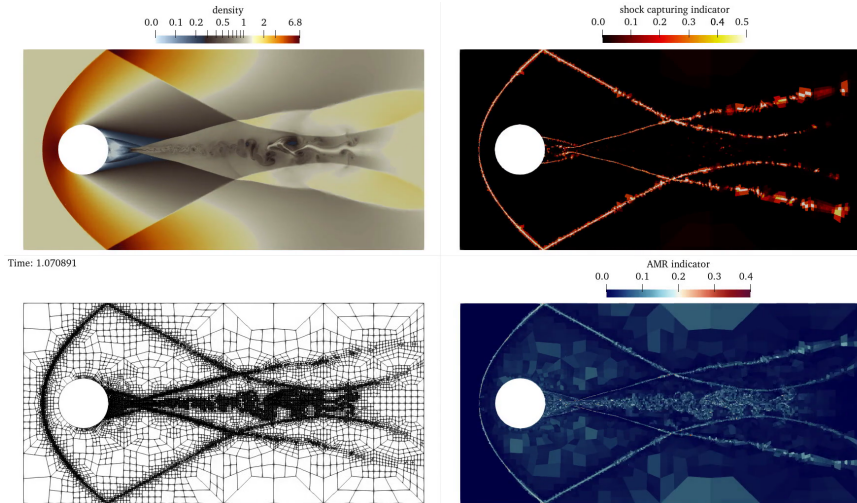 density
0.0 0.1 0.2 0.5 1 2 6.8
shock capturing indicator
0.0 0.1 0.2 0.3 0.4 0.5
Time: 1.070891
AMR indicator
0.0 0.1 0.2 0.3 0.4